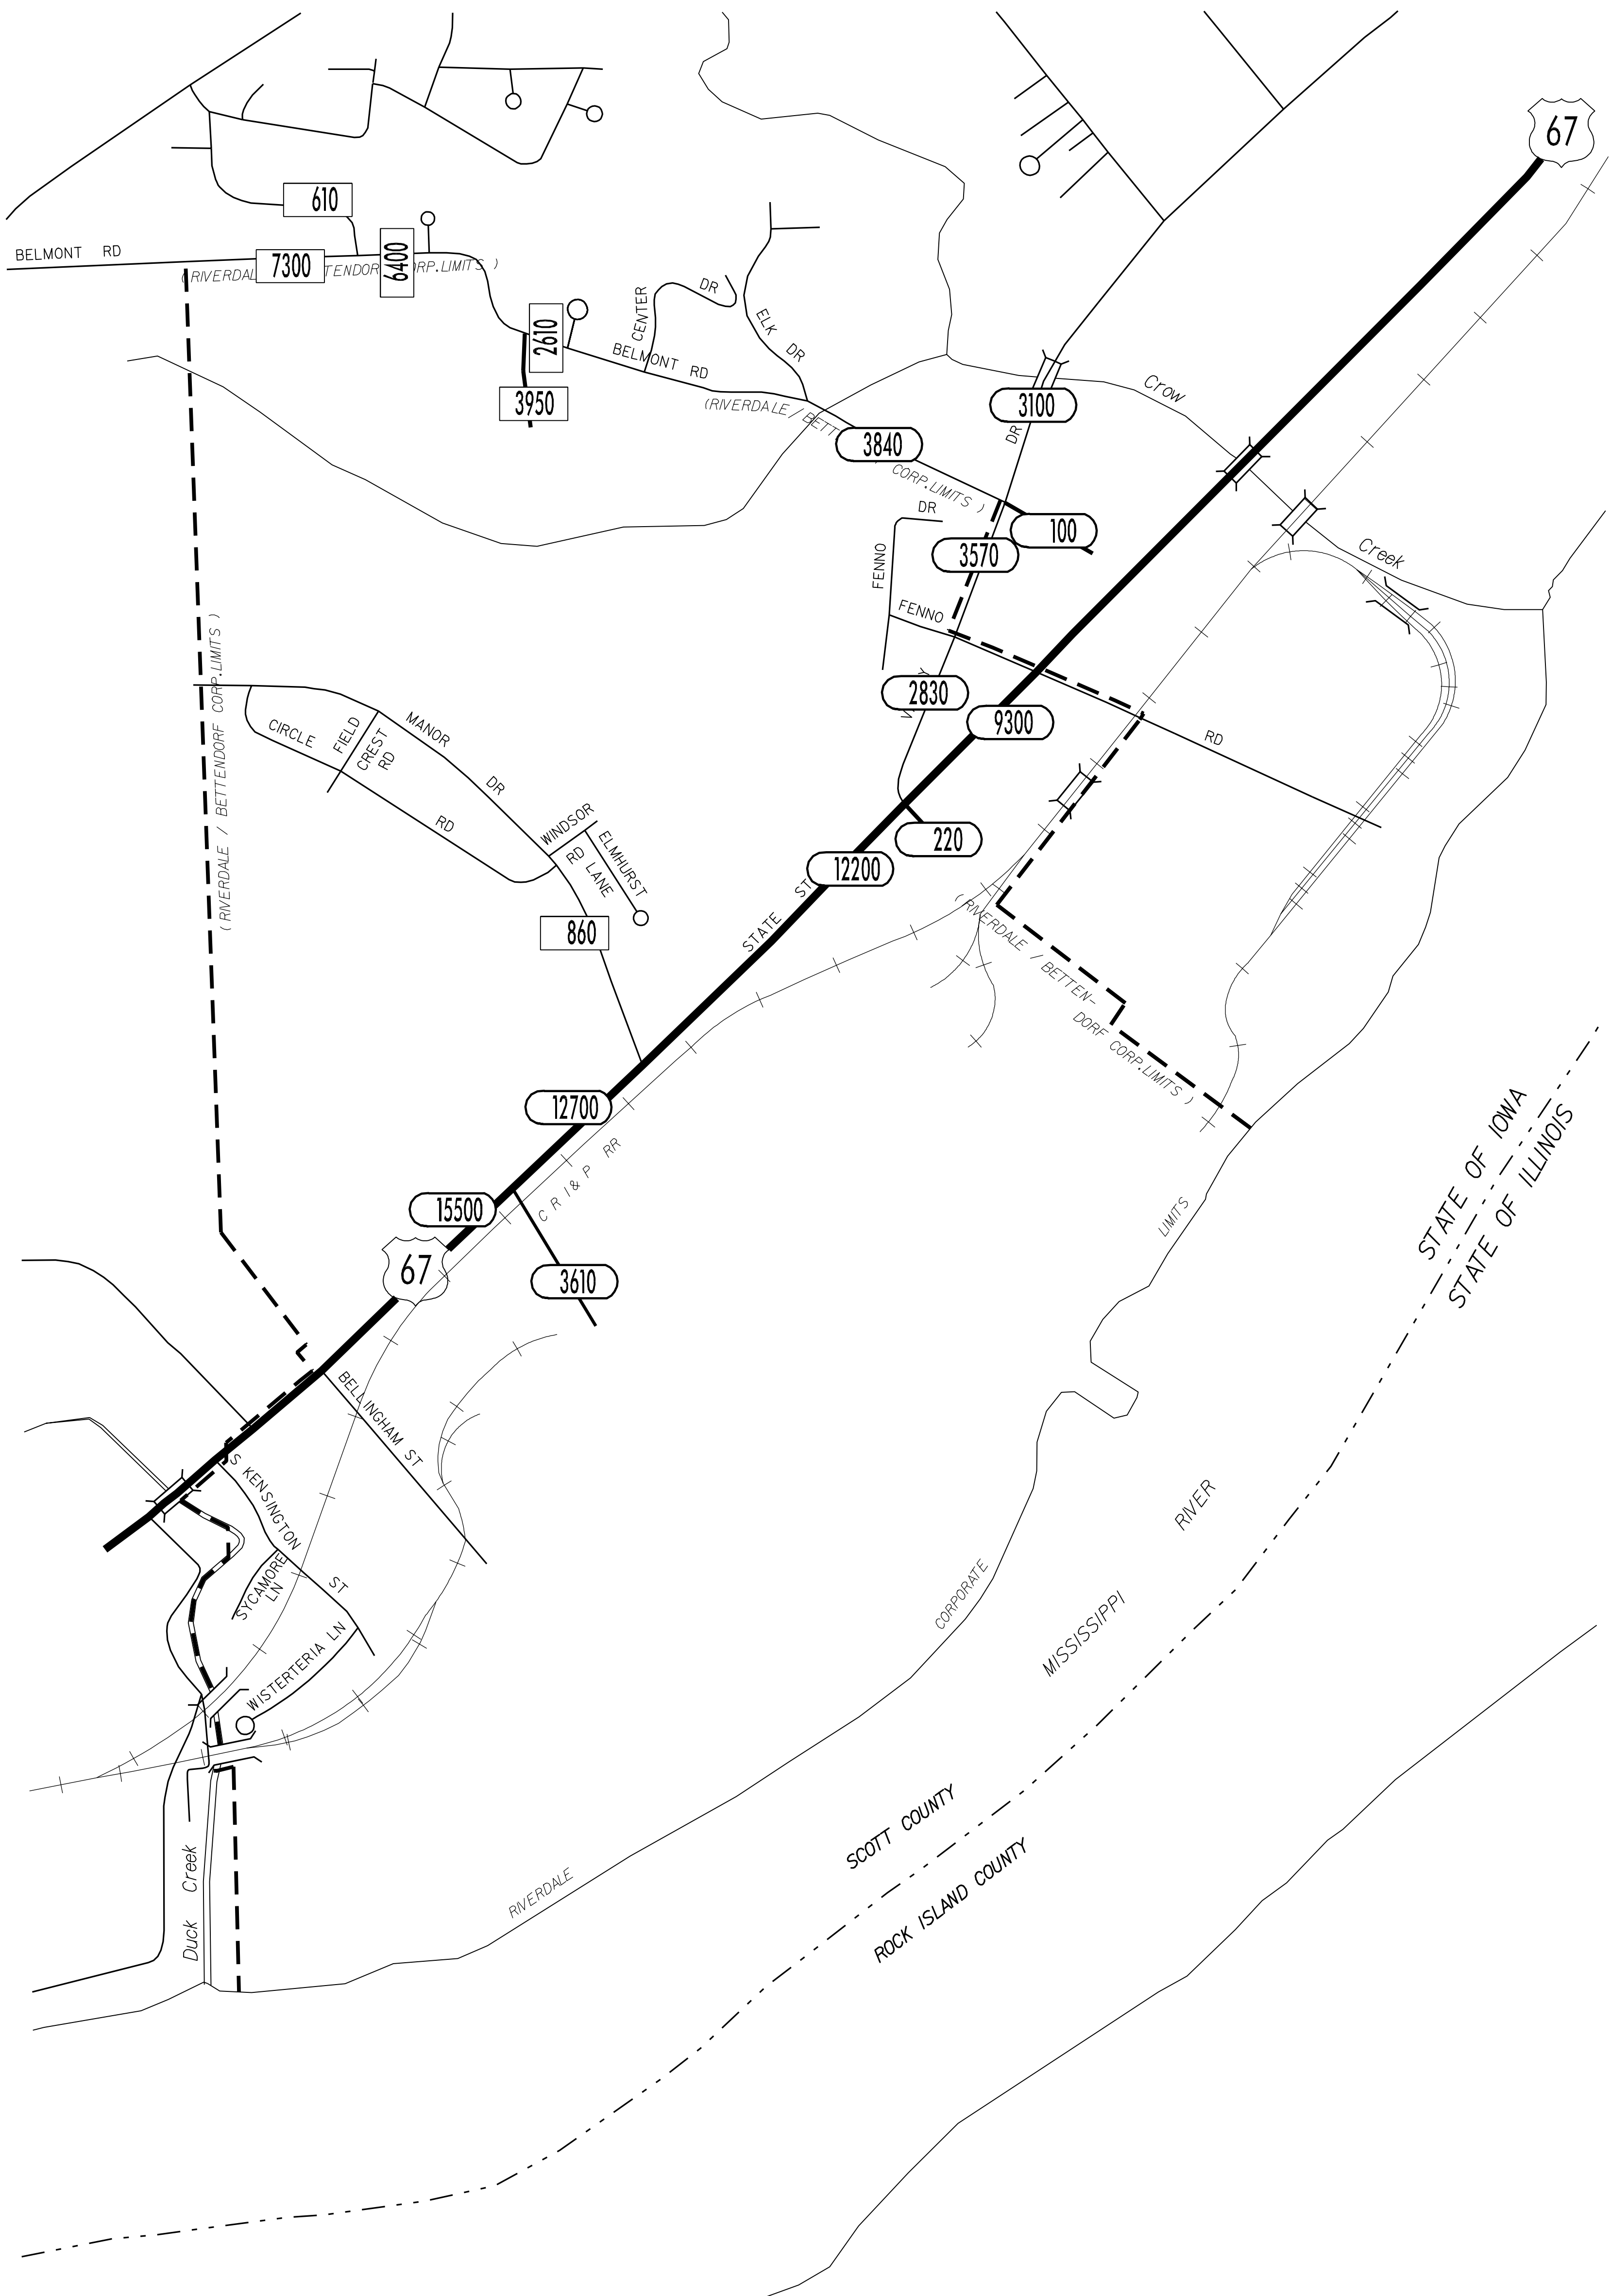 67
610
BELMONT RD
7300
6400
CORP.LIMITS )
2610
CENTER DR
ELK DR
BELMONT RD
3950
3100
DR
Crow
3840
CORP.LIMITS )
DR
100
3570
FENNO
FENNO
Creek
2830
9300
RD
( RIVERDALE / BETTENDORF CORP.LIMITS )
CIRCLE
FIELD
CREST
RD
MANOR
DR
RD
WINDSOR
RD
ELMHURST
LANE
860
220
12200
STATE ST
( RIVERDALE / BETTEN-
DORF CORP.LIMITS )
12700
C R I & P RR
15500
67
3610
STATE OF IOWA
STATE OF ILLINOIS
LIMITS
BELLINGHAM ST
S KENSINGTON
ST
SYCAMORE
LN
WISTERTERIA LN
CORPORATE
RIVER
MISSISSIPPI
RIVERDALE
SCOTT COUNTY
ROCK ISLAND COUNTY
Duck Creek